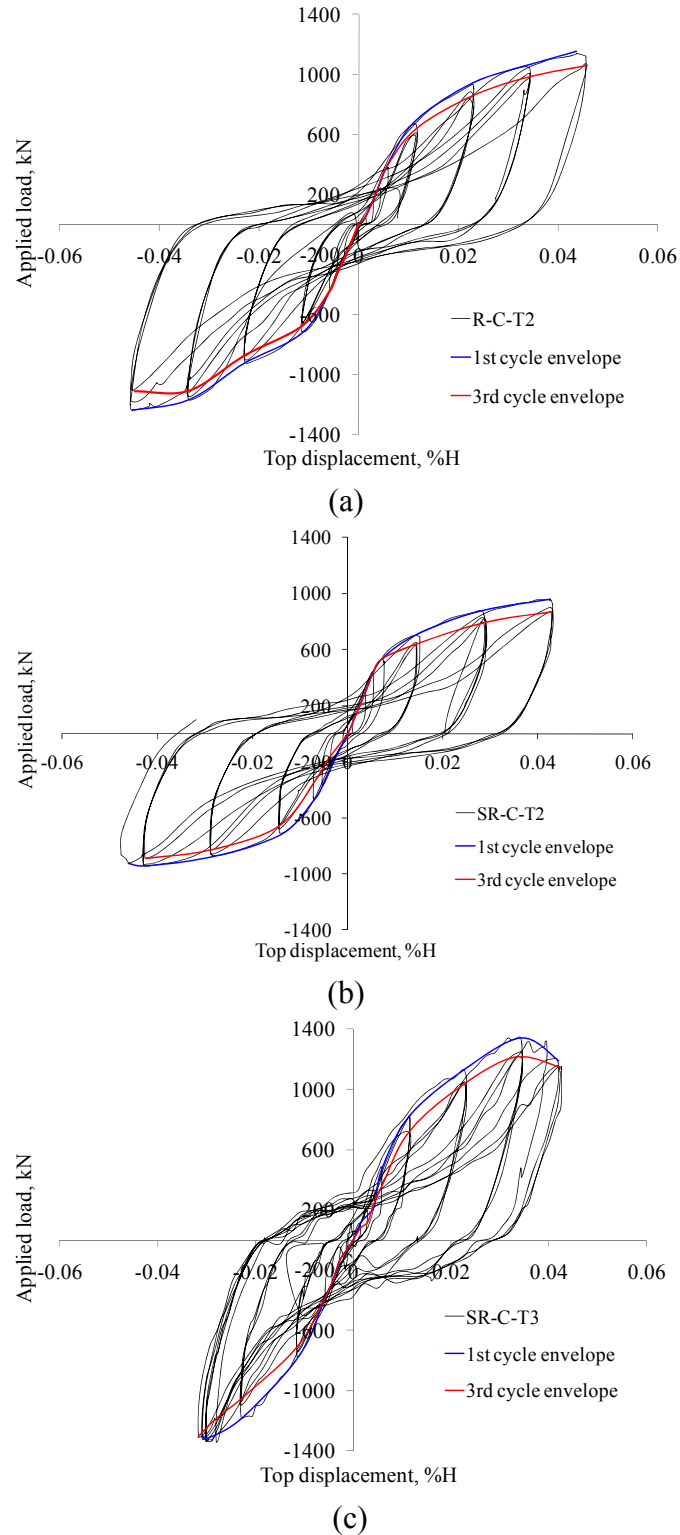 1400
1000
600
200
-0.06
-0.04
-0.02
0
0.02
0.04
0.06
-200
-600
-1000
-1400
Applied load, kN
R-C-T2
1st cycle envelope
3rd cycle envelope
Top displacement, %H
(a)
1400
1000
600
200
-0.06
-0.04
-0.02
0
0.02
0.04
0.06
-200
-600
-1000
-1400
Applied load, kN
SR-C-T2
1st cycle envelope
3rd cycle envelope
Top displacement, %H
(b)
1400
1000
600
200
-0.06
-0.04
-0.02
0
0.02
0.04
0.06
-200
-600
-1000
-1400
Applied load, kN
SR-C-T3
1st cycle envelope
3rd cycle envelope
Top displacement, %H
(c)